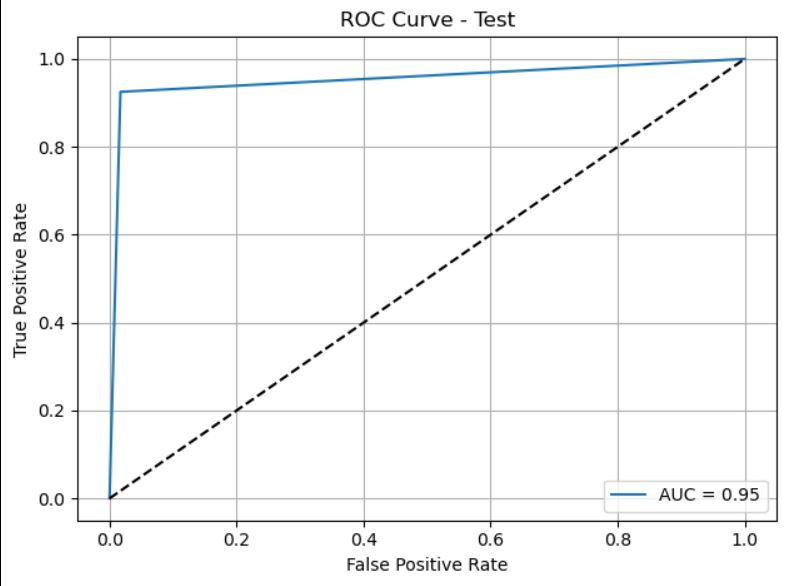 ROC Curve - Test
1.0
0.8
0.6
0.4
0.2
0.0
True Positive Rate
AUC = 0.95
0.0 0.2 0.4 0.6 0.8 1.0
False Positive Rate